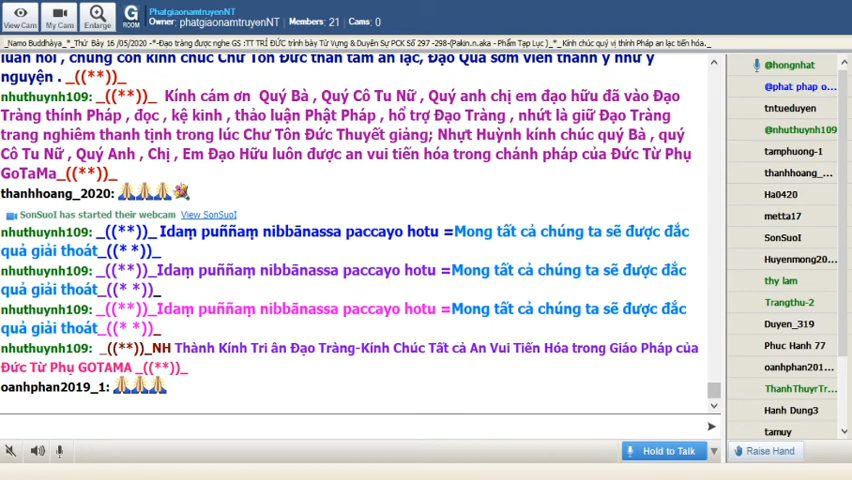 PhatgiaonamtruyenNT
Owner: phatgiaonamtruyenNT Members: 21 Cams: 0
View Cam My Cam Enlarge ROOM
_Namo Buddhàya_*_Thứ Bảy 16 /05/2020 -*-Đạo tràng được nghe GS :TT TRÍ ĐỨC trình bày Từ Vựng &Duyên Sự PCK Số 297 -298-(Pakin.n.aka - Phẩm Tạp Lục )_*_Kính chúc quý vị thính Pháp an lạc tiến hóa._
luân hồi , chúng con kính chúc Chư Tôn Đức thân tâm an lạc, Đạo Quả sớm viên thành y như ý
nguyện . _((**))_
nhuthuynh109: _((**))_ Kính cám ơn Quý Bà , Quý Cô Tu Nữ , Quý anh chị em đạo hữu đã vào Đạo
Tràng thính Pháp , đọc , kệ kinh , thảo luận Phật Pháp , hổ trợ Đạo Tràng , nhứt là giữ Đạo Tràng
trang nghiêm thanh tịnh trong lúc Chư Tôn Đức Thuyết giảng; Nhựt Huỳnh kính chúc quý Bà , quý
Cô Tu Nữ , Quý Anh , Chị , Em Đạo Hữu luôn được an vui tiến hóa trong chánh pháp của Đức Từ Phụ
GoTaMa_((**))_
thanhhoang_2020:
SonSuoI has started their webcam View SonSuoI
nhuthuynh109: _((**))_ Idaṃ puññaṃ nibbānassa paccayo hotu =Mong tất cả chúng ta sẽ được đắc
quả giải thoát_((* *))_
nhuthuynh109: _((**))_Idaṃ puññaṃ nibbānassa paccayo hotu =Mong tất cả chúng ta sẽ được đắc
quả giải thoát_((* *))_
nhuthuynh109: _((**))_Idaṃ puññaṃ nibbānassa paccayo hotu =Mong tất cả chúng ta sẽ được đắc
quả giải thoát_((* *))_
nhuthuynh109: _((**))_NH Thành Kính Tri ân Đạo Tràng-Kính Chúc Tất cả An Vui Tiến Hóa trong Giáo Pháp của
Đức Từ Phụ GOTAMA _((**))_
oanhphan2019_1:
Hold to Talk
@hongnhat
@phat phap o...
tntueduyen
@nhuthuynh109
tamphuong-1
thanhhoang_...
Ha0420
metta17
SonSuoI
Huyenmong20...
thy lam
Trangthu-2
Duyen_319
Phuc Hanh 77
oanhphan201...
ThanhThuyrTr...
Hanh Dung3
tamuy
Raise Hand